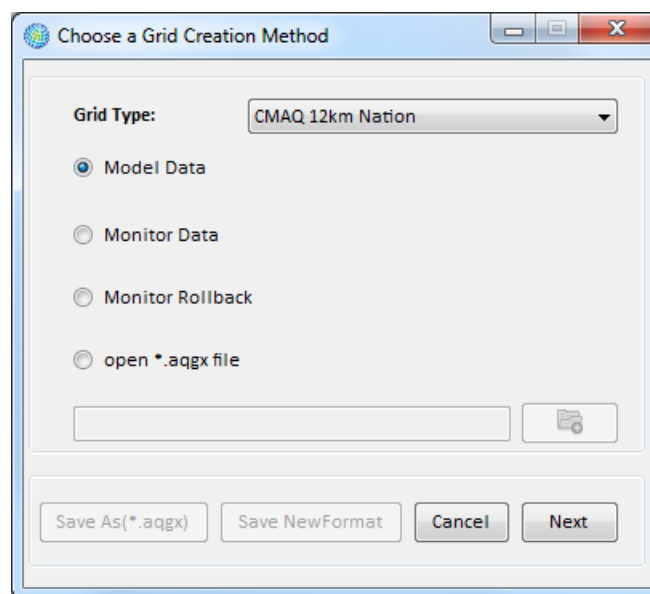 Choose a Grid Creation Method
Grid Type: CMAQ 12km Nation
Model Data
Monitor Data
Monitor Rollback
open *.aqgx file
Save As(*.aqgx) Save NewFormat Cancel Next